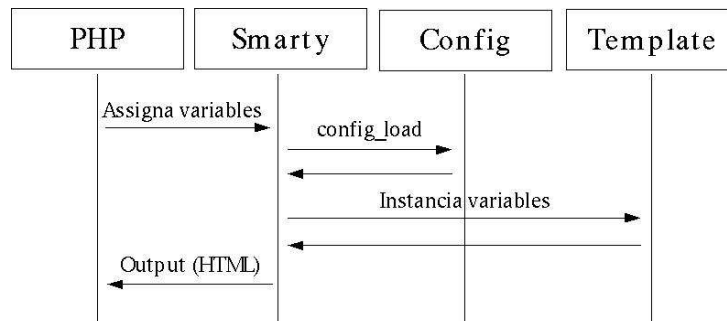 PHP
Smarty
Config
Template
Assigna variables
config_load
Instancia variables
Output (HTML)